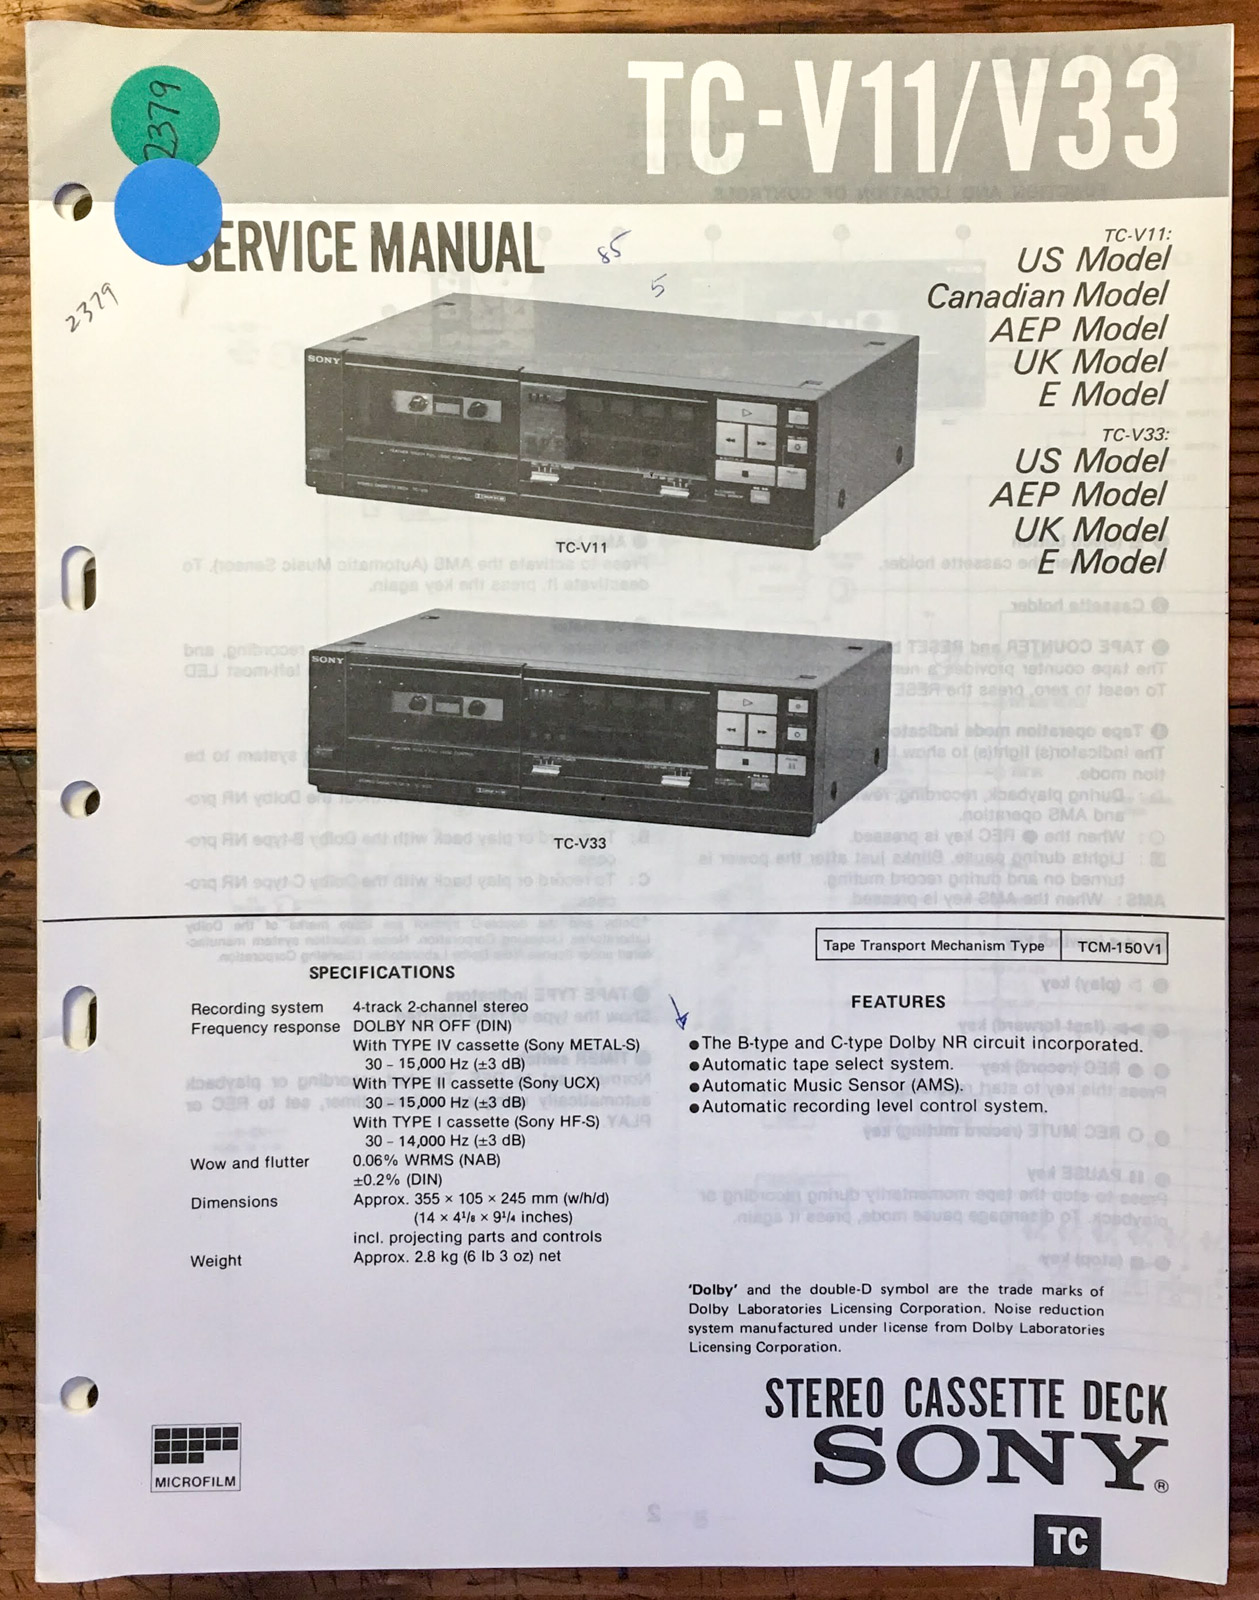 TC-V11/V33
2379
SERVICE MANUAL
85
5
2379
TC-V11:
US Model
Canadian Model
AEP Model
UK Model
E Model
TC-V33:
US Model
AEP Model
UK Model
E Model
SONY
TC-V11
SONY
TC-V33
Tape Transport Mechanism Type TCM-150V1
SPECIFICATIONS
Recording system 4-track 2-channel stereo
Frequency response DOLBY NR OFF (DIN)
With TYPE IV cassette (Sony METAL-S)
30 – 15,000 Hz (±3 dB)
With TYPE II cassette (Sony UCX)
30 – 15,000 Hz (±3 dB)
With TYPE I cassette (Sony HF-S)
30 – 14,000 Hz (±3 dB)
Wow and flutter 0.06% WRMS (NAB)
±0.2% (DIN)
Dimensions Approx. 355 × 105 × 245 mm (w/h/d)
(14 × 4¹/₈ × 9¹/₄ inches)
incl. projecting parts and controls
Weight Approx. 2.8 kg (6 lb 3 oz) net
FEATURES
● The B-type and C-type Dolby NR circuit incorporated.
● Automatic tape select system.
● Automatic Music Sensor (AMS).
● Automatic recording level control system.
'Dolby' and the double-D symbol are the trade marks of
Dolby Laboratories Licensing Corporation. Noise reduction
system manufactured under license from Dolby Laboratories
Licensing Corporation.
STEREO CASSETTE DECK
SONY®
MICROFILM
TC